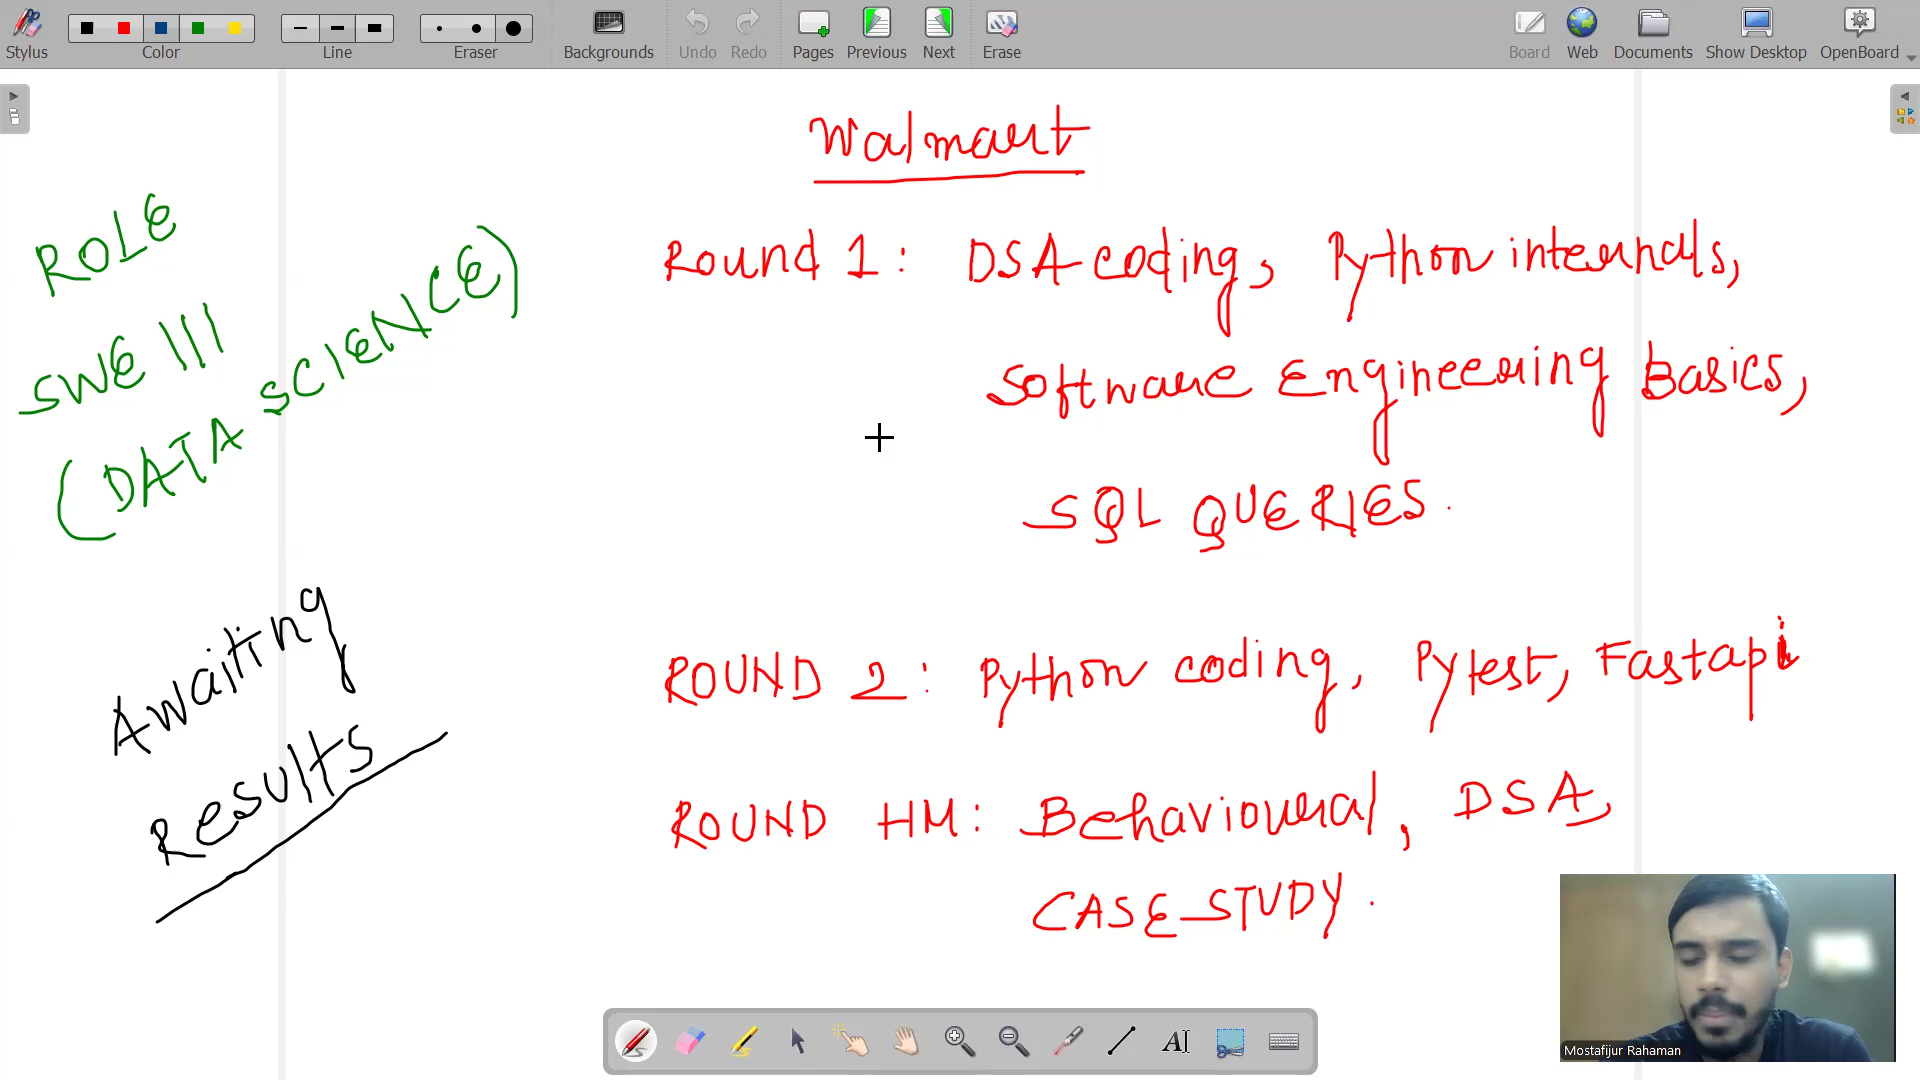 Stylus
Color
Line
Eraser
Backgrounds
Undo
Redo
Pages
Previous
Next
Erase
Board
Web
Documents
Show Desktop
OpenBoard
Walmart
ROLE
SWE III
(DATA SCIENCE)
Awaiting
Results
Round 1: DSA coding, Python internals,
Software Engineering Basics,
SQL QUERIES.
ROUND 2: Python coding, Pytest, Fastapi
ROUND HM: Behavioural, DSA,
CASE STUDY.
Mostafijur Rahaman